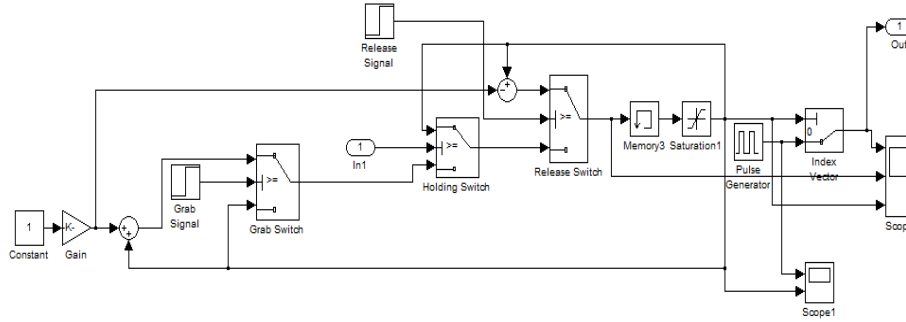 Release
Signal
1
Out
>=
>=
Memory3
Saturation1
0
1
In1
>=
Pulse
Generator
Index
Vector
Release Switch
Holding Switch
Grab
Signal
Grab Switch
1
K-
Constant
Gain
Scop
Scope1